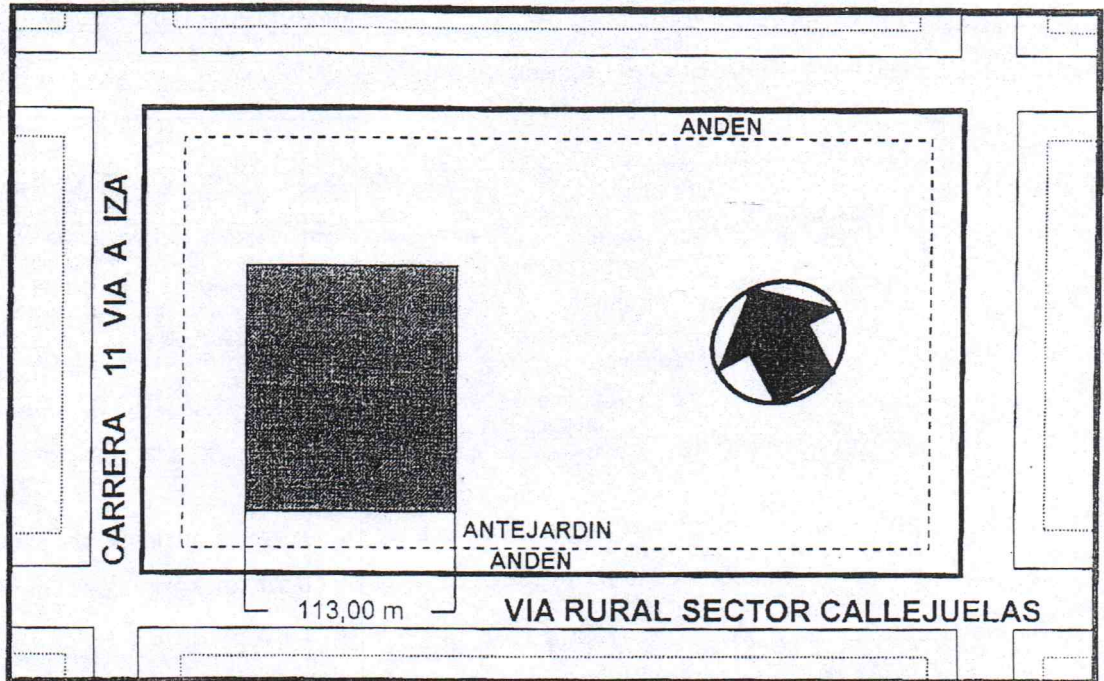 ANDEN
CARRERA 11 VIA A IZA
ANTEJARDIN
ANDEN
113,00 m
VIA RURAL SECTOR CALLEJUELAS